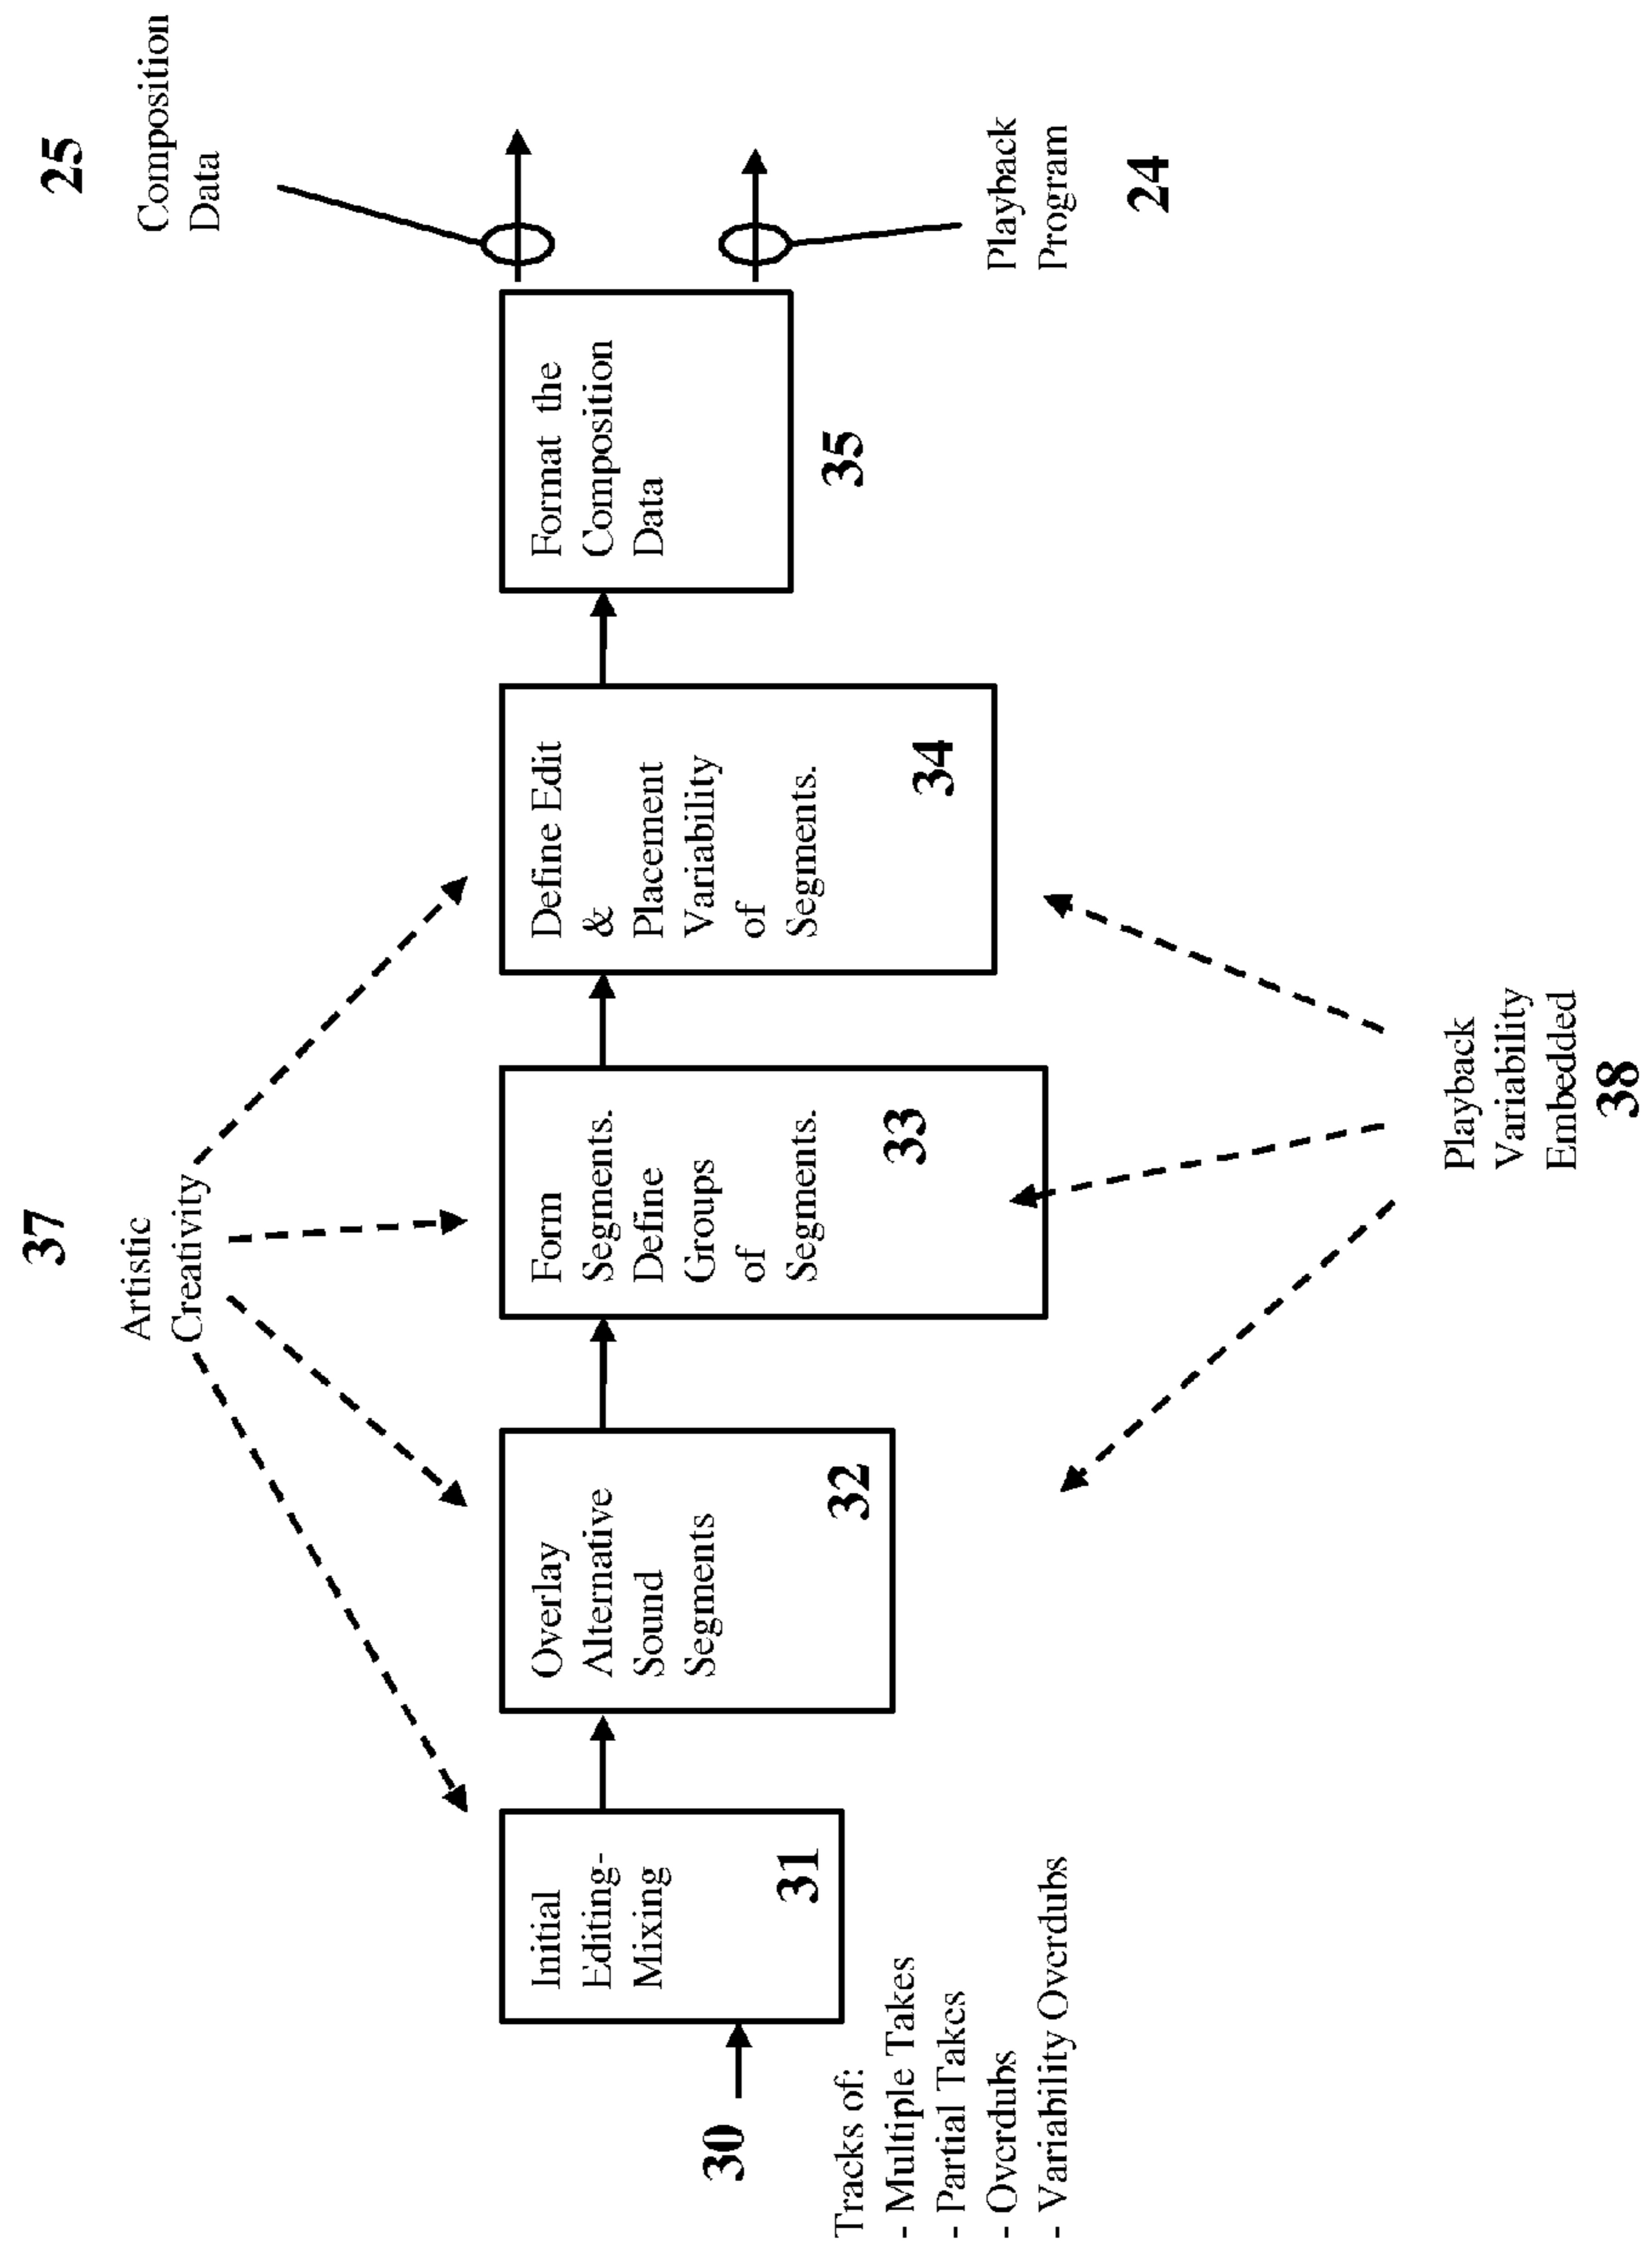 37
Artistic
Creativity
25
Composition
Data
30
Tracks of:
- Multiple Takes
- Partial Takes
- Overdubs
- Variability Overdubs
Initial
Editing-
Mixing
31
Overlay
Alternative
Sound
Segments
32
Form
Segments.
Define
Groups
of
Segments.
33
Define Edit
&
Placement
Variability
of
Segments.
34
Format the
Composition
Data
35
Playback
Program
24
Playback
Variability
Embedded
38